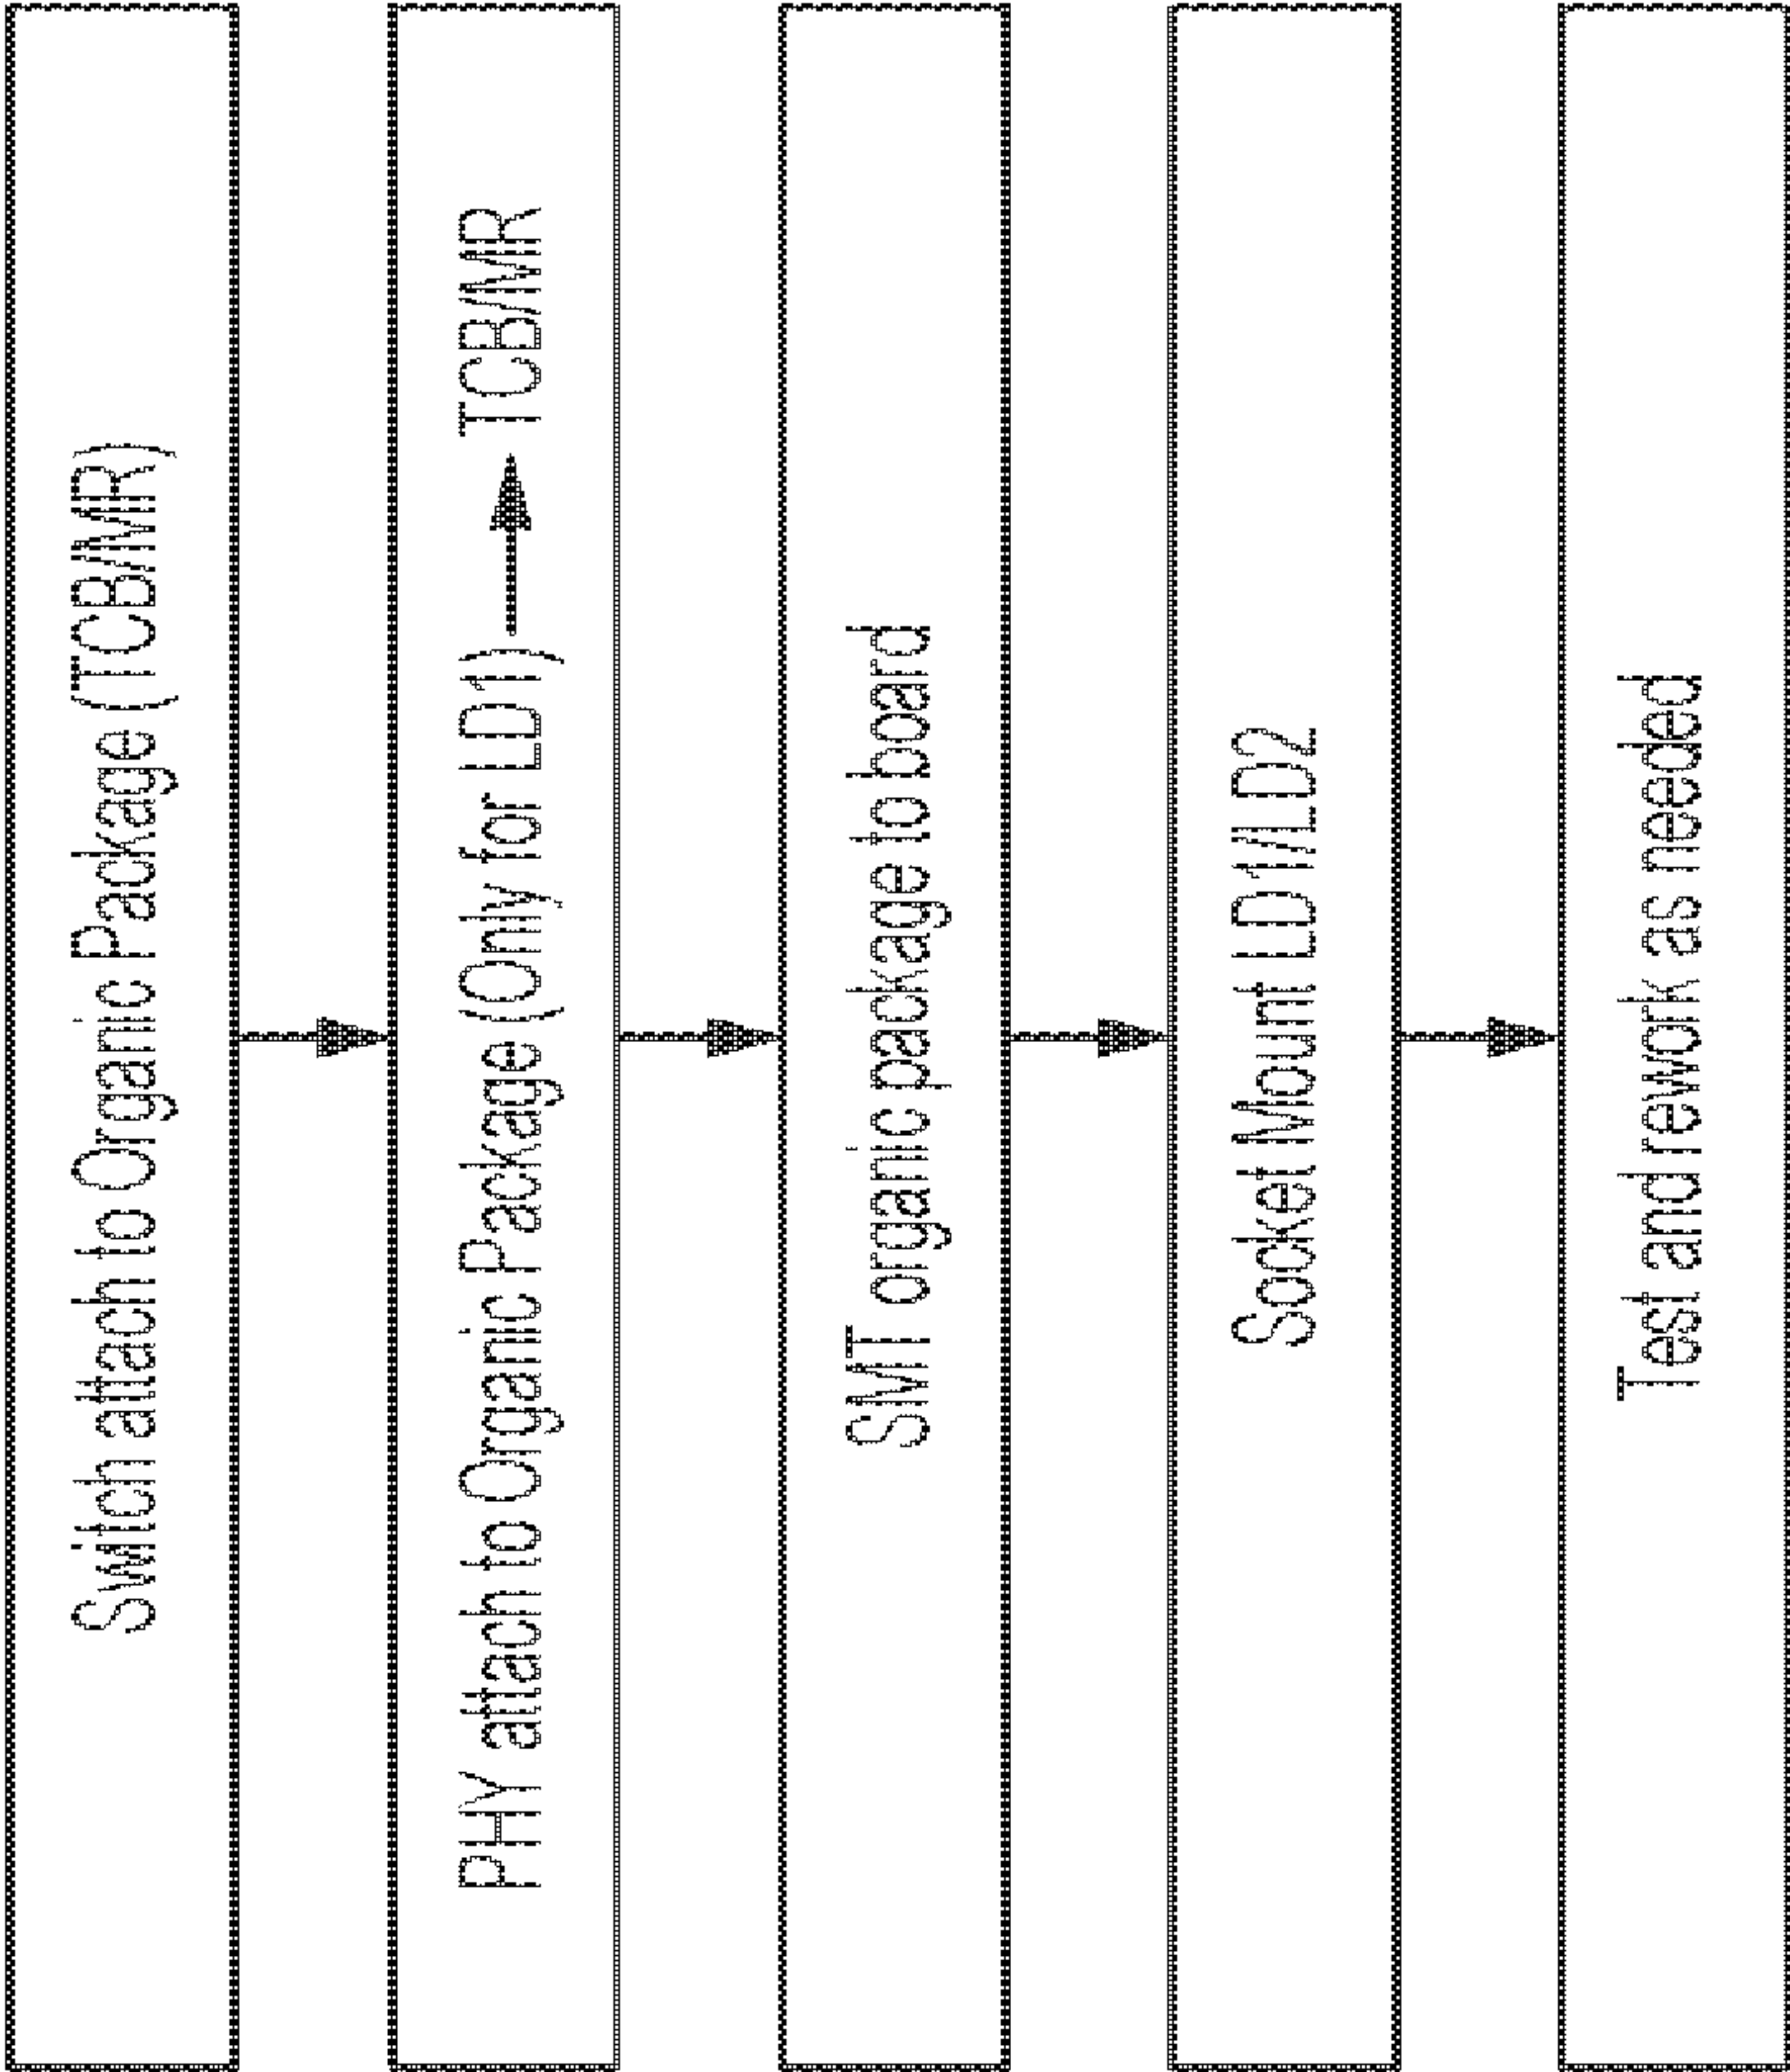 Switch attach to Organic Package (TCB/MR)
PHY attach to Organic Package (Only for LD1) → TCB/MR
SMT organic package to board
Socket Mount LD1/LD2
Test and rework as needed